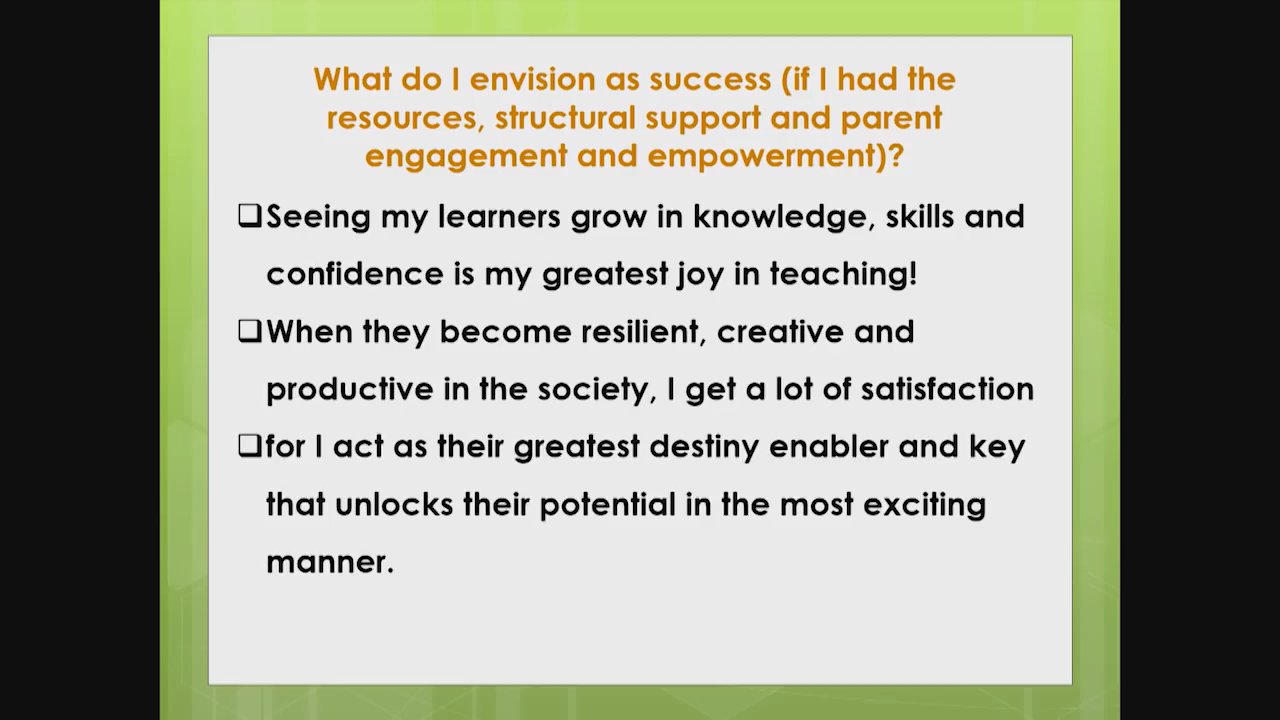 What do I envision as success (if I had the
resources, structural support and parent
engagement and empowerment)?
❑Seeing my learners grow in knowledge, skills and
confidence is my greatest joy in teaching!
❑When they become resilient, creative and
productive in the society, I get a lot of satisfaction
❑for I act as their greatest destiny enabler and key
that unlocks their potential in the most exciting
manner.